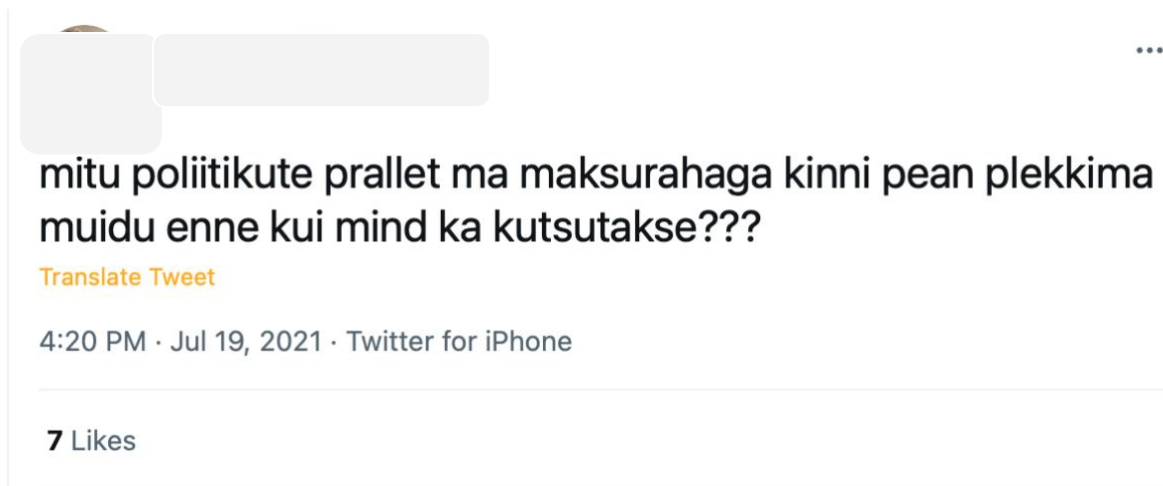 mitu poliitikute prallet ma maksurahaga kinni pean plekkima
muidu enne kui mind ka kutsutakse???
Translate Tweet
4:20 PM · Jul 19, 2021 · Twitter for iPhone
7 Likes